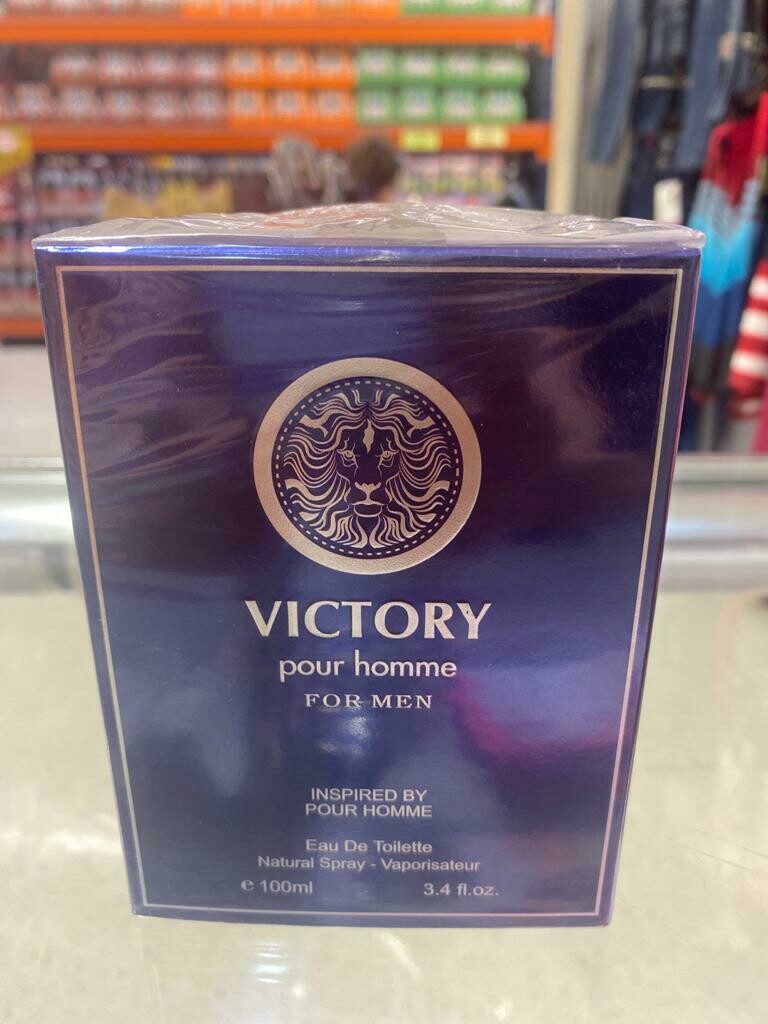 VICTORY
pour homme
FOR MEN
INSPIRED BY
POUR HOMME
Eau De Toilette
Natural Spray - Vaporisateur
℮ 100ml 3.4 fl.oz.